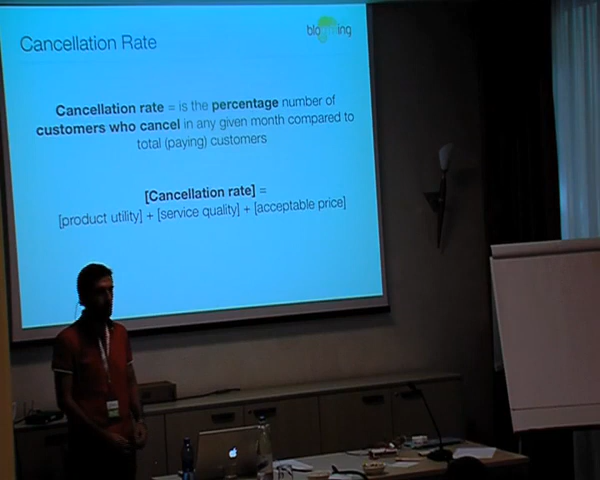 Cancellation Rate
blooming
Cancellation rate = is the percentage number of
customers who cancel in any given month compared to
total (paying) customers
[Cancellation rate] =
[product utility] + [service quality] + [acceptable price]